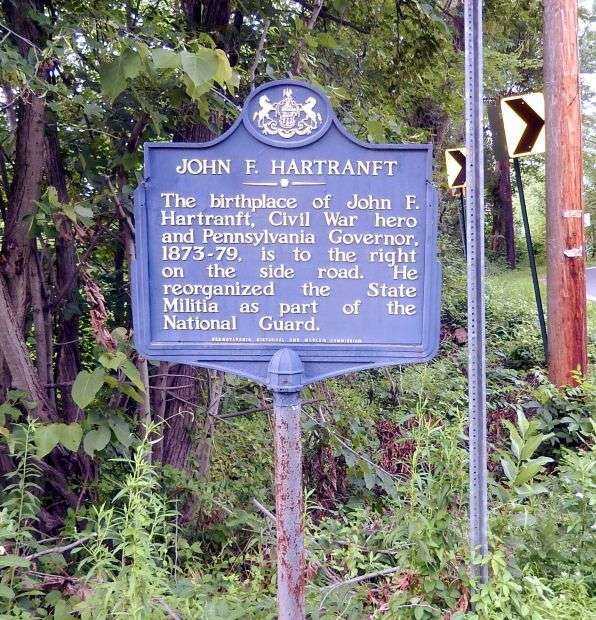 JOHN F. HARTRANFT
The birthplace of John F.
Hartranft, Civil War hero
and Pennsylvania Governor,
1873-79, is to the right
on the side road. He
reorganized the State
Militia as part of the
National Guard.
PENNSYLVANIA HISTORICAL AND MUSEUM COMMISSION